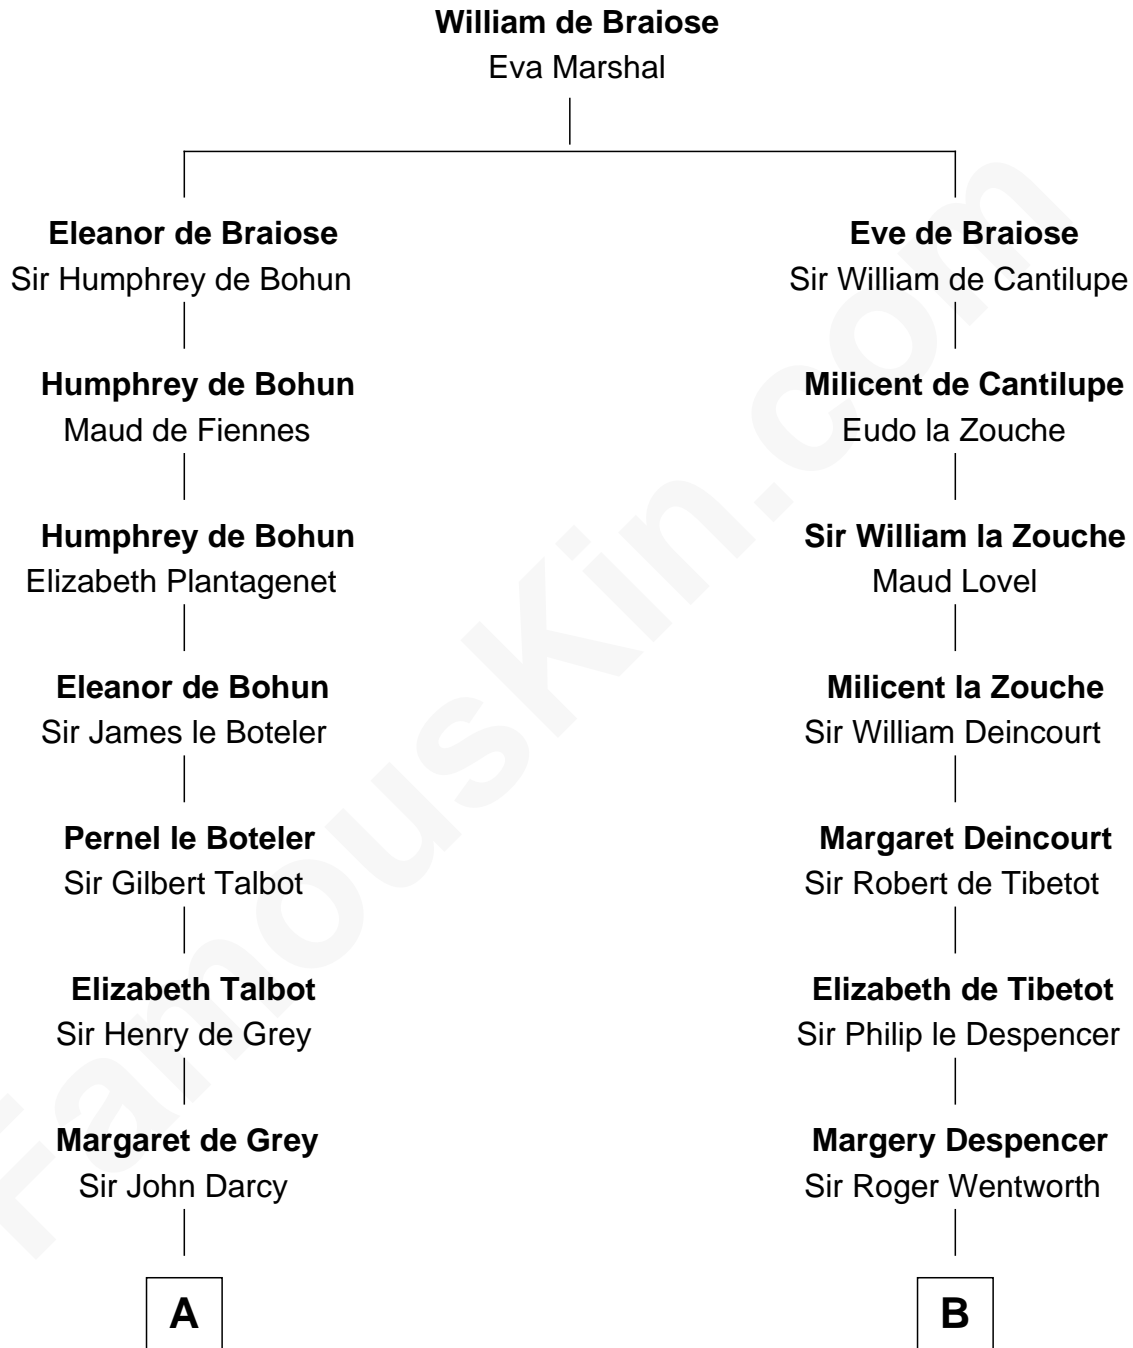 William de Braiose
Eva Marshal
Eleanor de Braiose
Sir Humphrey de Bohun
Eve de Braiose
Sir William de Cantilupe
Humphrey de Bohun
Maud de Fiennes
Milicent de Cantilupe
Eudo la Zouche
Humphrey de Bohun
Elizabeth Plantagenet
Sir William la Zouche
Maud Lovel
Eleanor de Bohun
Sir James le Boteler
Milicent la Zouche
Sir William Deincourt
Pernel le Boteler
Sir Gilbert Talbot
Margaret Deincourt
Sir Robert de Tibetot
Elizabeth Talbot
Sir Henry de Grey
Elizabeth de Tibetot
Sir Philip le Despencer
Margaret de Grey
Sir John Darcy
Margery Despencer
Sir Roger Wentworth
A
B
FamousKin.com